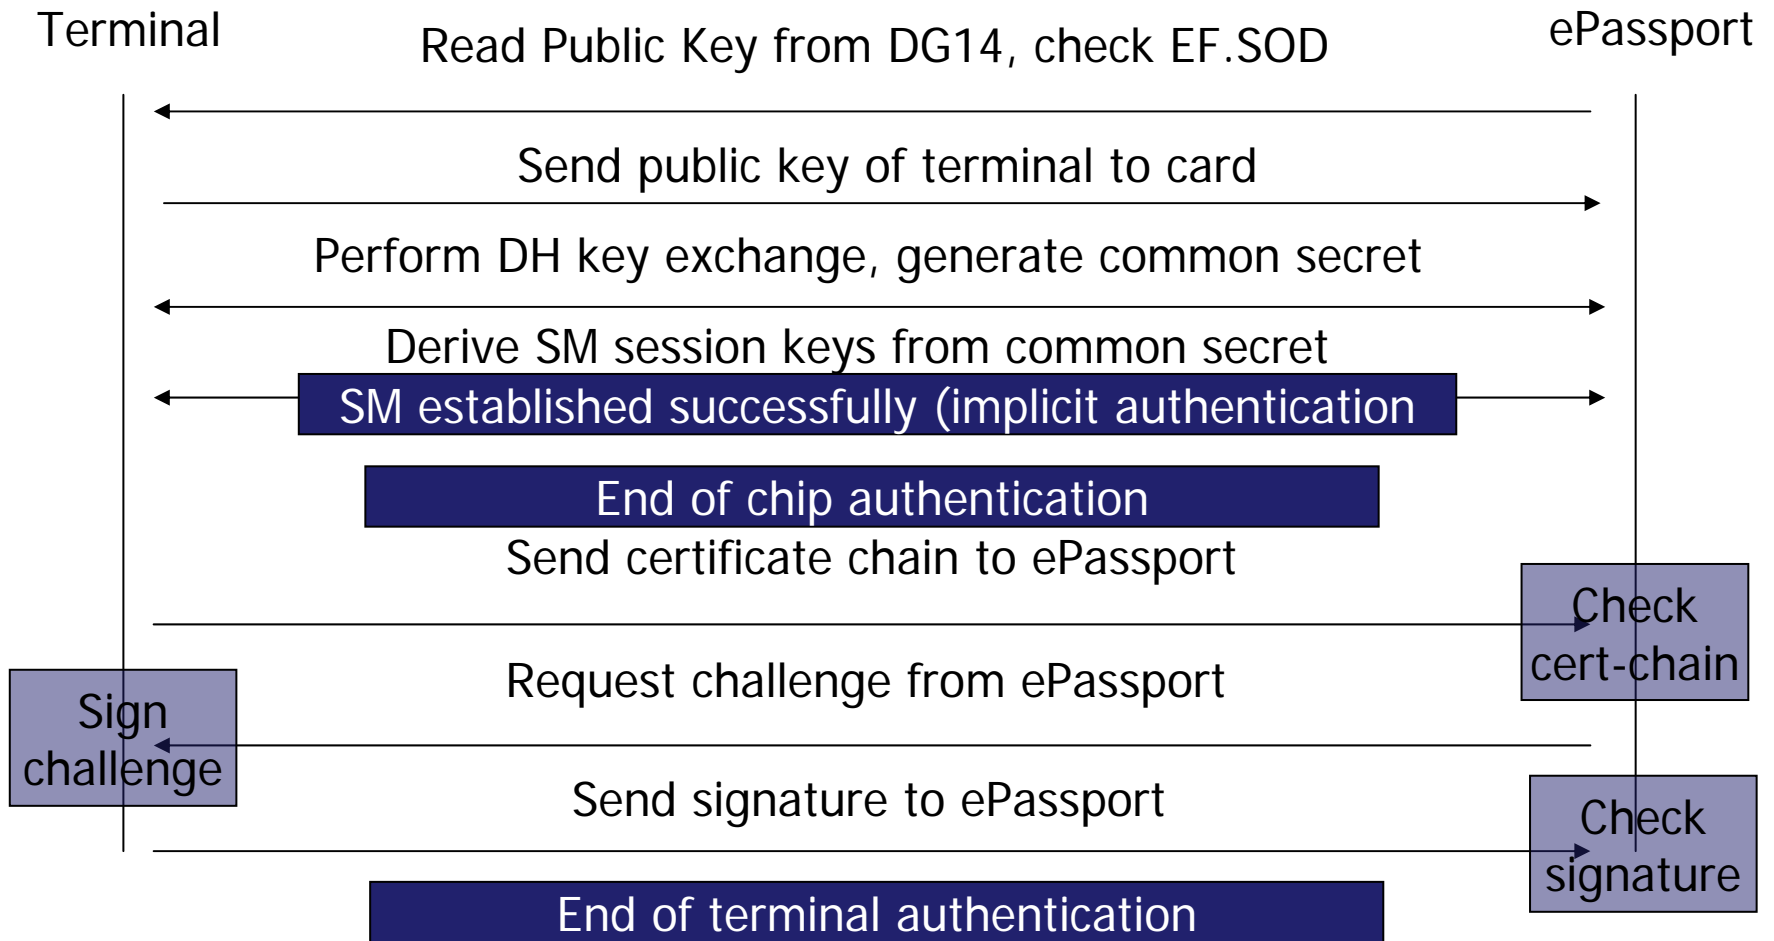 Terminal
Read Public Key from DG14, check EF.SOD
ePassport
Send public key of terminal to card
Perform DH key exchange, generate common secret
Derive SM session keys from common secret
SM established successfully (implicit authentication
End of chip authentication
Send certificate chain to ePassport
Check
cert-chain
Request challenge from ePassport
Sign
challenge
Send signature to ePassport
Check
signature
End of terminal authentication